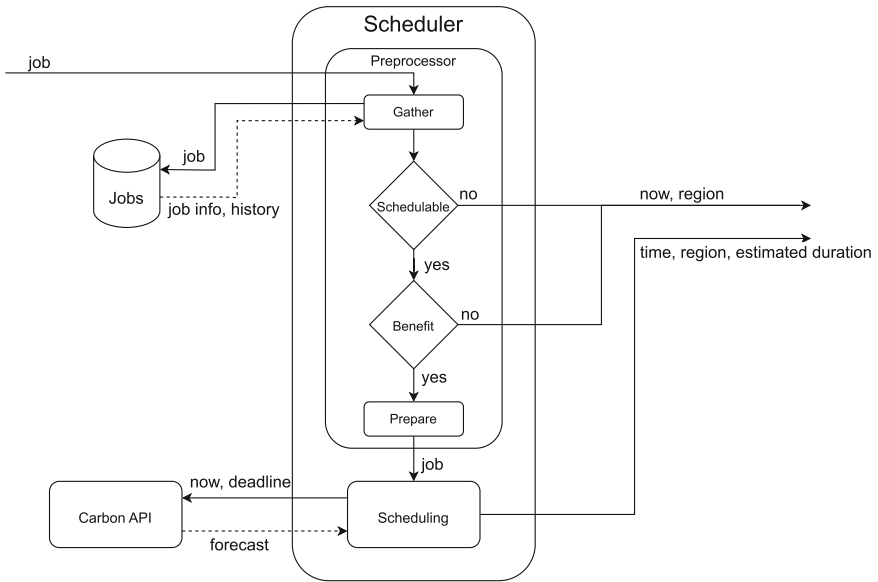 Scheduler
Preprocessor
job
Gather
job
Jobs
job info, history
Schedulable
no
now, region
time, region, estimated duration
yes
Benefit
no
yes
Prepare
job
now, deadline
Carbon API
Scheduling
forecast